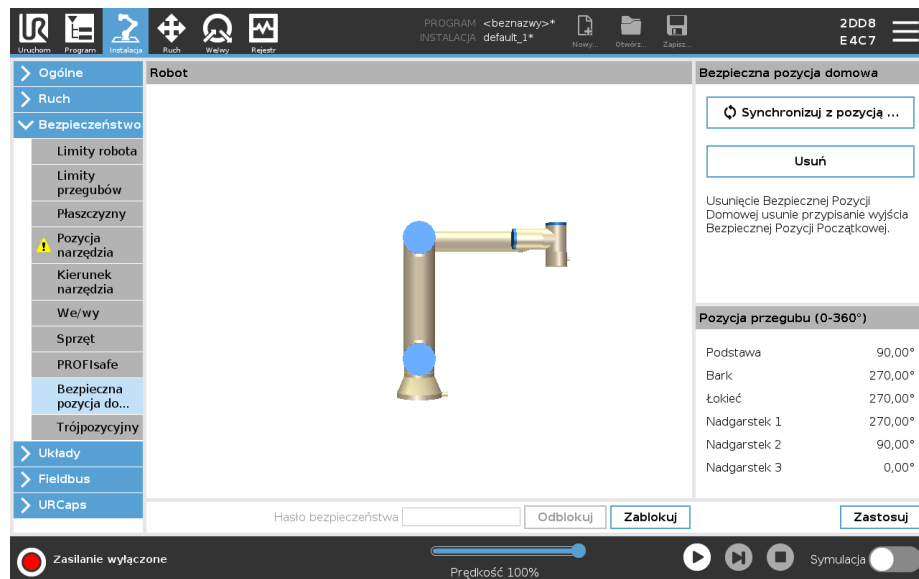 PROGRAM <beznazwy>*
INSTALACJA default_1*
2DD8
E4C7
Uruchom Program Instalacja Ruch We/wy Rejestr Nowy... Otwórz... Zapisz...
Ogólne
Ruch
Bezpieczeństwo
Limity robota
Limity
przegubów
Płaszczyzny
Pozycja
narzędzia
Kierunek
narzędzia
We/wy
Sprzęt
PROFIsafe
Bezpieczna
pozycja do...
Trójpozycyjny
Układy
Fieldbus
URCaps
Robot
Hasło bezpieczeństwa Odblokuj Zablokuj
Bezpieczna pozycja domowa
Synchronizuj z pozycją ...
Usuń
Usunięcie Bezpiecznej Pozycji
Domowej usunie przypisanie wyjścia
Bezpiecznej Pozycji Początkowej.
Pozycja przegubu (0-360°)
Podstawa 90,00°
Bark 270,00°
Łokieć 270,00°
Nadgarstek 1 270,00°
Nadgarstek 2 90,00°
Nadgarstek 3 0,00°
Zastosuj
Zasilanie wyłączone
Prędkość 100%
Symulacja